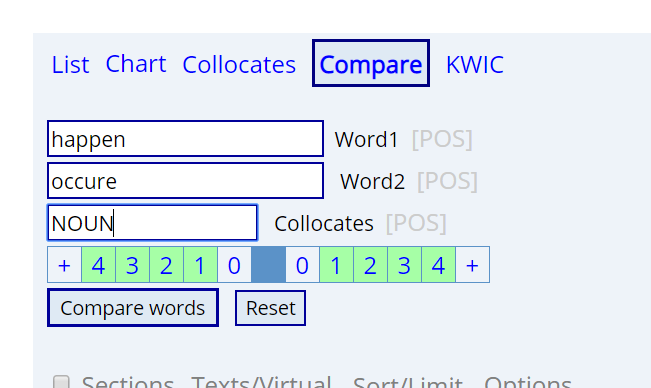 List Chart Collocates Compare KWIC
happen Word1 [POS]
occure Word2 [POS]
NOUN Collocates [POS]
+ 4 3 2 1 0 0 1 2 3 4 +
Compare words Reset
Sections Texts/Virtual Sort/Limit Options